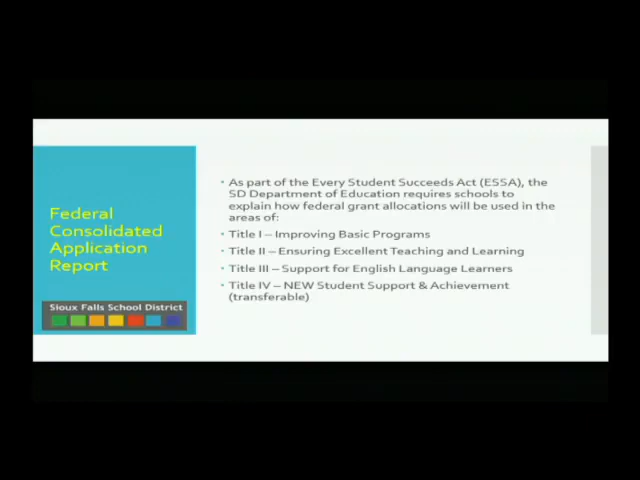 Federal
Consolidated
Application
Report
Sioux Falls School District
• As part of the Every Student Succeeds Act (ESSA), the
SD Department of Education requires schools to
explain how federal grant allocations will be used in the
areas of:
• Title I – Improving Basic Programs
• Title II – Ensuring Excellent Teaching and Learning
• Title III – Support for English Language Learners
• Title IV – NEW Student Support & Achievement
(transferable)